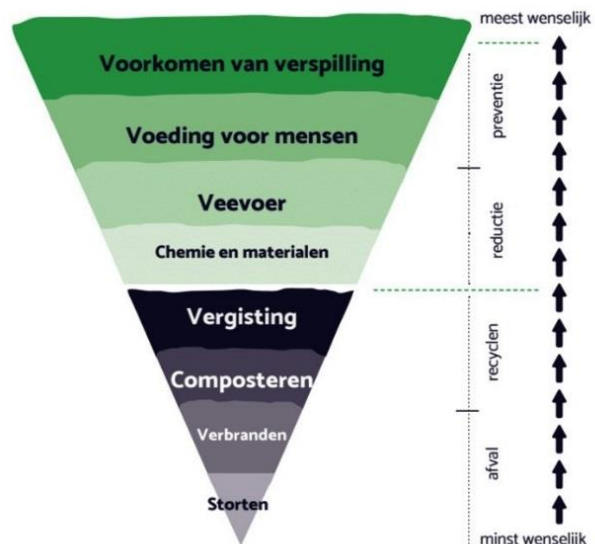 meest wenselijk
Voorkomen van verspilling
preventie
Voeding voor mensen
Veevoer
reductie
Chemie en materialen
Vergisting
recyclen
Composteren
Verbranden
afval
Storten
minst wenselijk